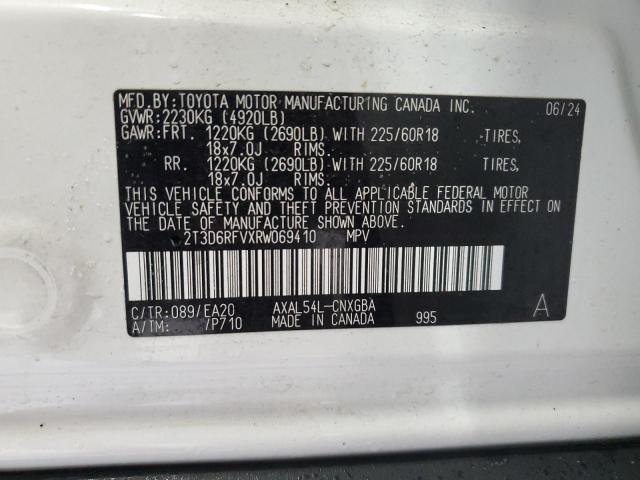 MFD.BY:TOYOTA MOTOR MANUFACTURING CANADA INC. 06/24
GVWR:2230KG (4920LB)
GAWR:FRT. 1220KG (2690LB) WITH 225/60R18 TIRES,
18x7.0J RIMS.
RR. 1220KG (2690LB) WITH 225/60R18 TIRES,
18x7.0J RIMS.
THIS VEHICLE CONFORMS TO ALL APPLICABLE FEDERAL MOTOR
VEHICLE SAFETY AND THEFT PREVENTION STANDARDS IN EFFECT ON
THE DATE OF MANUFACTURE SHOWN ABOVE.
2T3D6RFVXRW069410 MPV
C/TR:089/EA20 AXAL54L-CNXGBA
A/TM: /P710 MADE IN CANADA 995 A